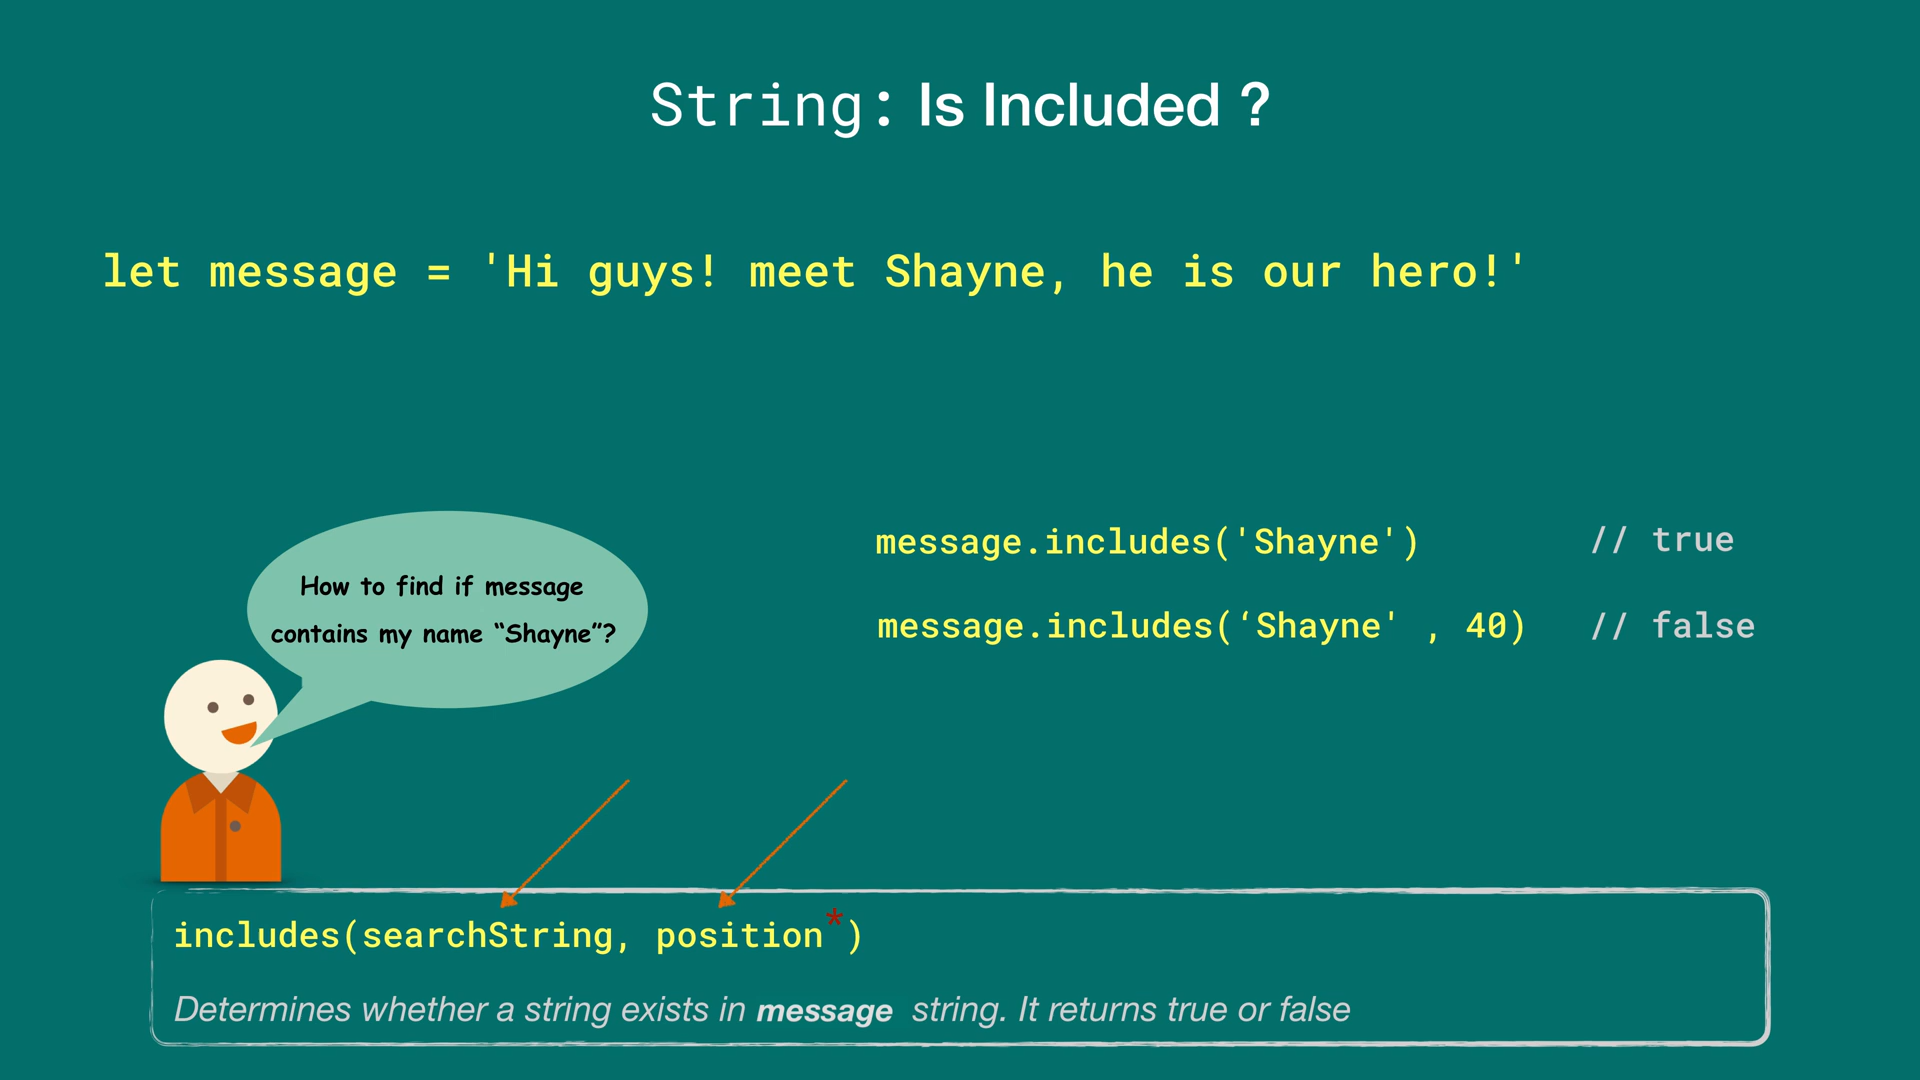 String: Is Included ?
let message = 'Hi guys! meet Shayne, he is our hero!'
How to find if message
contains my name “Shayne”?
message.includes('Shayne') // true
message.includes(‘Shayne' , 40) // false
includes(searchString, position*)
Determines whether a string exists in message string. It returns true or false